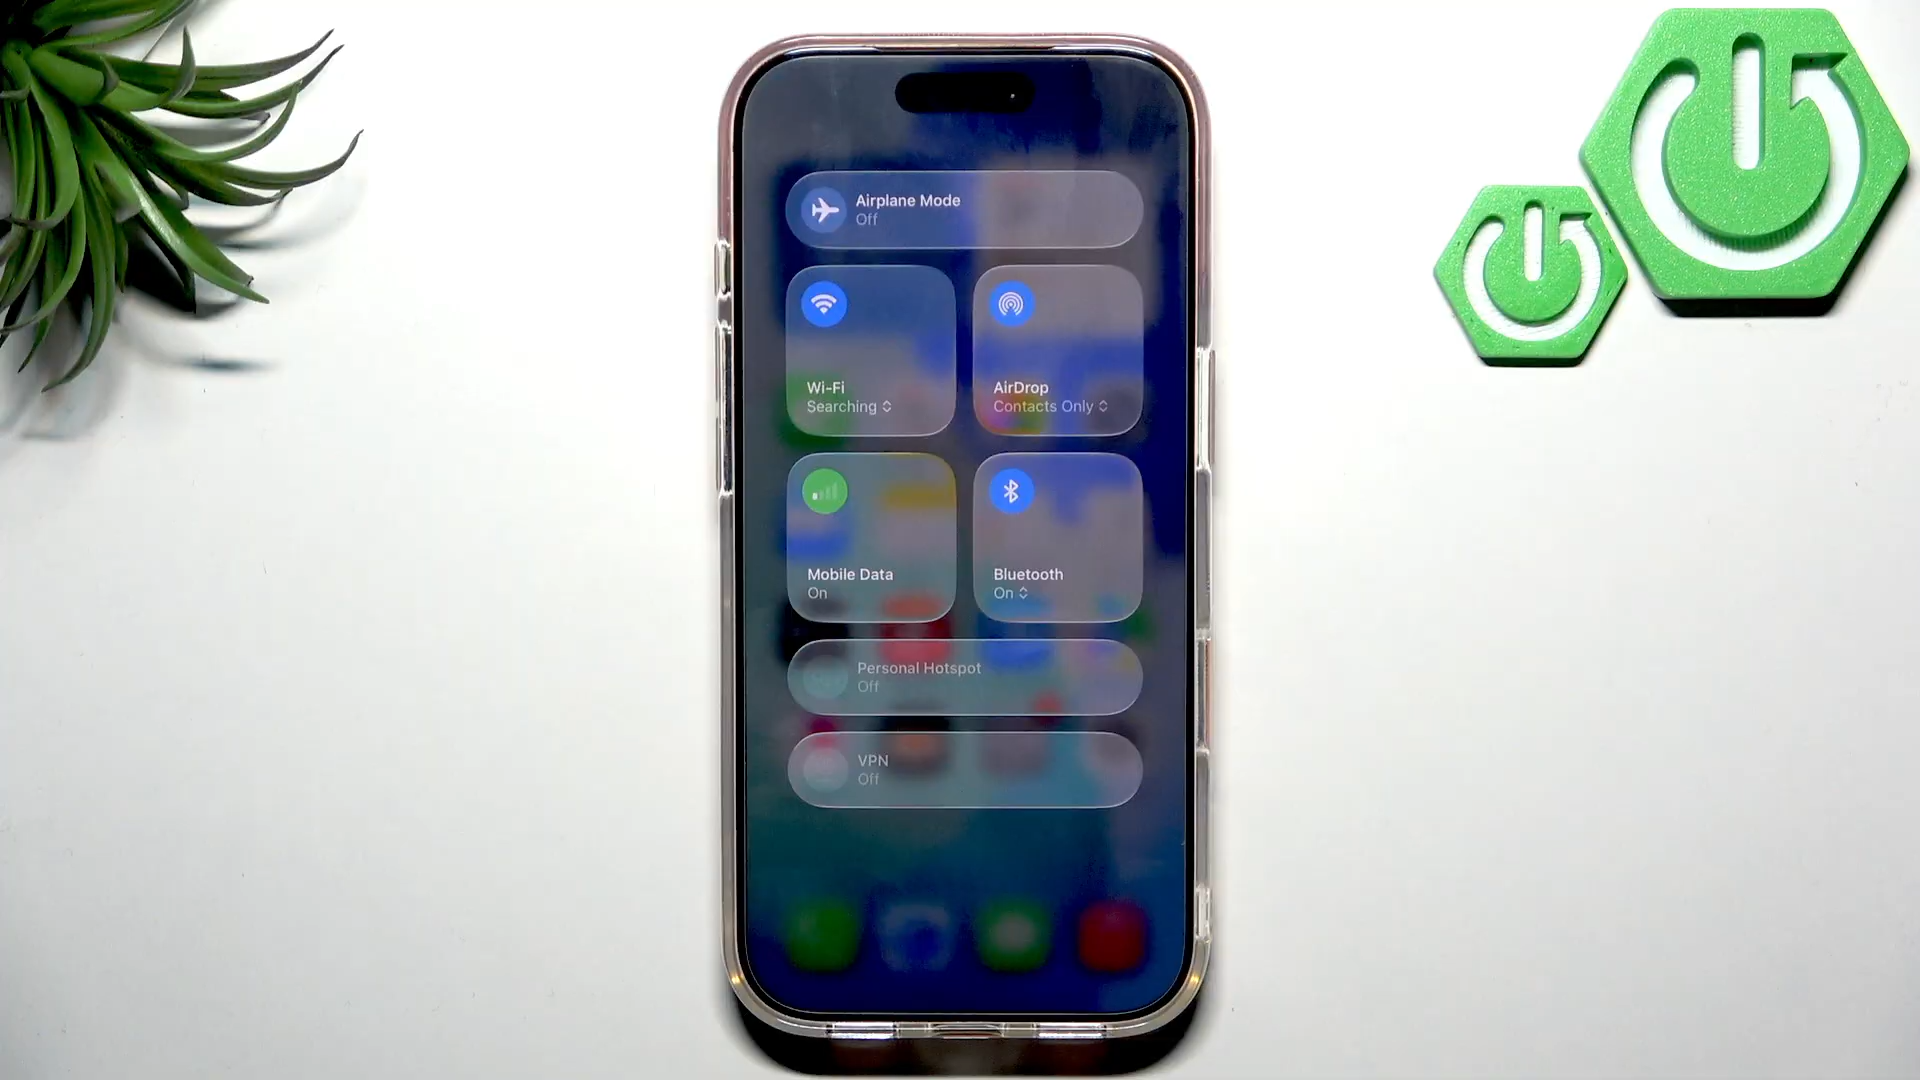 Airplane Mode
Off
Wi-Fi
Searching
AirDrop
Contacts Only
Mobile Data
On
Bluetooth
On
Personal Hotspot
Off
VPN
Off